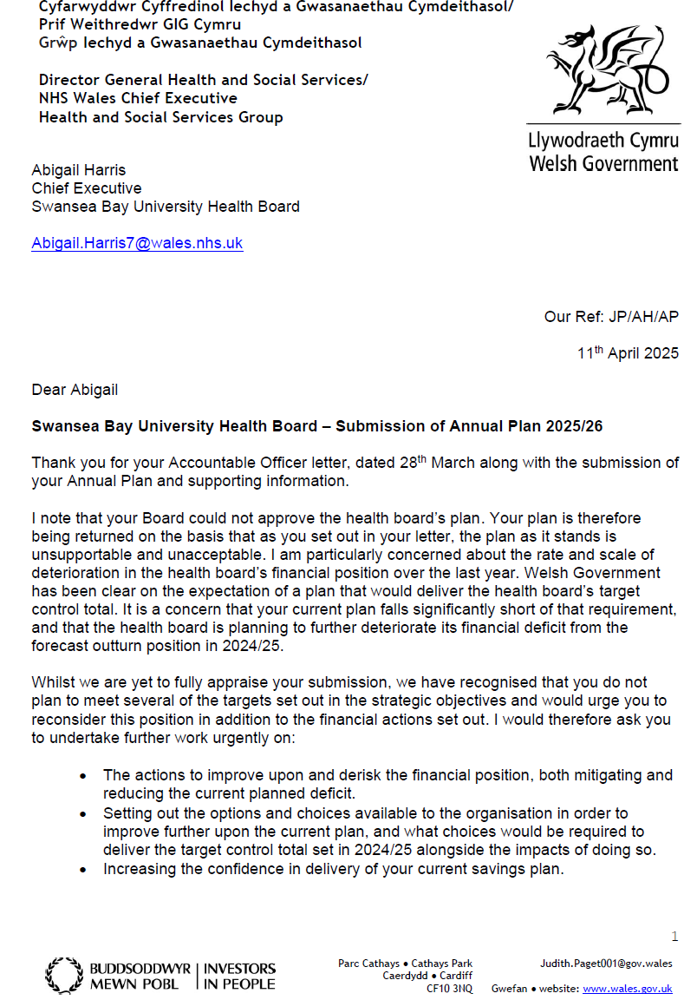 Cyfarwyddwr Cyffredinol Iechyd a Gwasanaethau Cymdeithasol/
Prif Weithredwr GIG Cymru
Grŵp Iechyd a Gwasanaethau Cymdeithasol
Director General Health and Social Services/
NHS Wales Chief Executive
Health and Social Services Group
Llywodraeth Cymru
Welsh Government
Abigail Harris
Chief Executive
Swansea Bay University Health Board
Abigail.Harris7@wales.nhs.uk
Our Ref: JP/AH/AP
11th April 2025
Dear Abigail
Swansea Bay University Health Board – Submission of Annual Plan 2025/26
Thank you for your Accountable Officer letter, dated 28th March along with the submission of
your Annual Plan and supporting information.
I note that your Board could not approve the health board’s plan. Your plan is therefore
being returned on the basis that as you set out in your letter, the plan as it stands is
unsupportable and unacceptable. I am particularly concerned about the rate and scale of
deterioration in the health board’s financial position over the last year. Welsh Government
has been clear on the expectation of a plan that would deliver the health board’s target
control total. It is a concern that your current plan falls significantly short of that requirement,
and that the health board is planning to further deteriorate its financial deficit from the
forecast outturn position in 2024/25.
Whilst we are yet to fully appraise your submission, we have recognised that you do not
plan to meet several of the targets set out in the strategic objectives and would urge you to
reconsider this position in addition to the financial actions set out. I would therefore ask you
to undertake further work urgently on:
• The actions to improve upon and derisk the financial position, both mitigating and
reducing the current planned deficit.
• Setting out the options and choices available to the organisation in order to
improve further upon the current plan, and what choices would be required to
deliver the target control total set in 2024/25 alongside the impacts of doing so.
• Increasing the confidence in delivery of your current savings plan.
1
BUDDSODDWYR | INVESTORS
MEWN POBL | IN PEOPLE
Parc Cathays ● Cathays Park
Caerdydd ● Cardiff
CF10 3NQ
Judith.Paget001@gov.wales
Gwefan ● website: www.wales.gov.uk